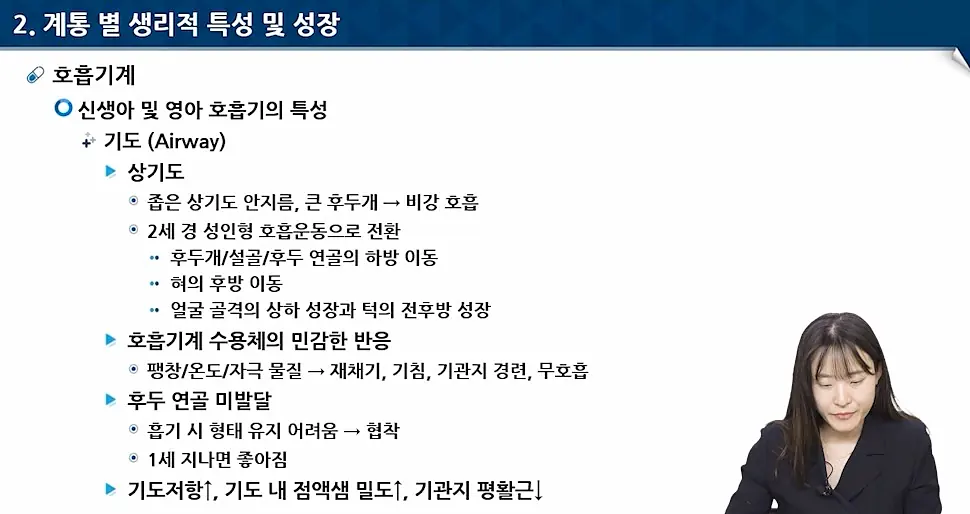 2. 계통 별 생리적 특성 및 성장
호흡기계
신생아 및 영아 호흡기의 특성
기도 (Airway)
상기도
좁은 상기도 안지름, 큰 후두개 → 비강 호흡
2세 경 성인형 호흡운동으로 전환
후두개/설골/후두 연골의 하방 이동
혀의 후방 이동
얼굴 골격의 상하 성장과 턱의 전후방 성장
호흡기계 수용체의 민감한 반응
팽창/온도/자극 물질 → 재채기, 기침, 기관지 경련, 무호흡
후두 연골 미발달
흡기 시 형태 유지 어려움 → 협착
1세 지나면 좋아짐
기도저항↑, 기도 내 점액샘 밀도↑, 기관지 평활근↓